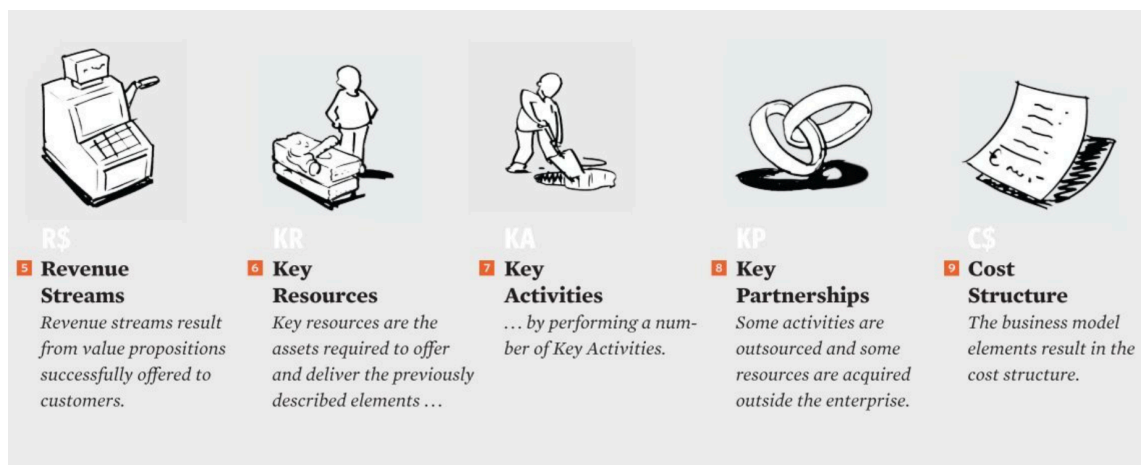 R$
5 Revenue
Streams
Revenue streams result
from value propositions
successfully offered to
customers.
KR
6 Key
Resources
Key resources are the
assets required to offer
and deliver the previously
described elements ...
KA
7 Key
Activities
... by performing a num-
ber of Key Activities.
KP
8 Key
Partnerships
Some activities are
outsourced and some
resources are acquired
outside the enterprise.
C$
9 Cost
Structure
The business model
elements result in the
cost structure.